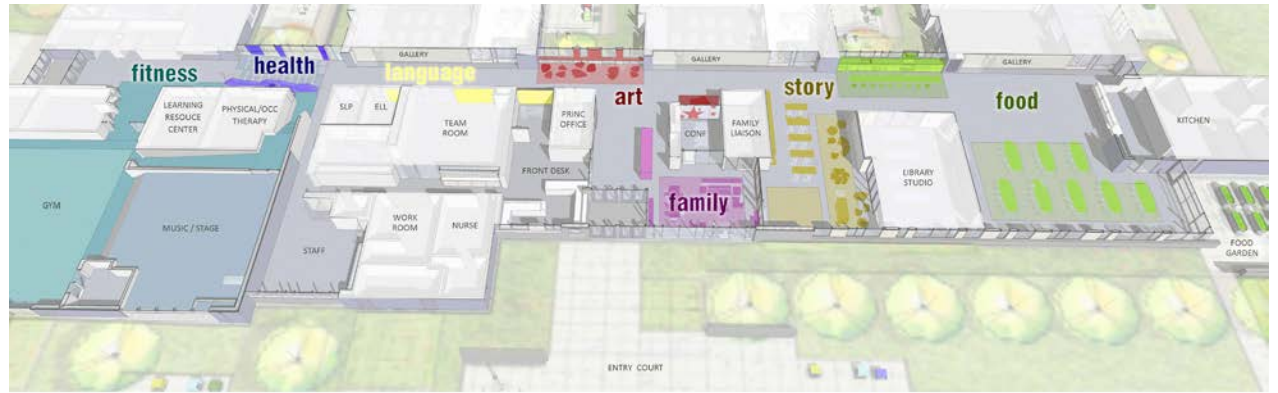 GALLERY
GALLERY
GALLERY
fitness
health
language
art
story
food
LEARNING
RESOUCE
CENTER
PHYSICAL/OCC
THERAPY
SLP
ELL
TEAM
ROOM
PRINC
OFFICE
CONF
FAMILY
LIAISON
KITCHEN
FRONT DESK
LIBRARY
STUDIO
GYM
MUSIC / STAGE
STAFF
WORK
ROOM
NURSE
family
FOOD
GARDEN
ENTRY COURT